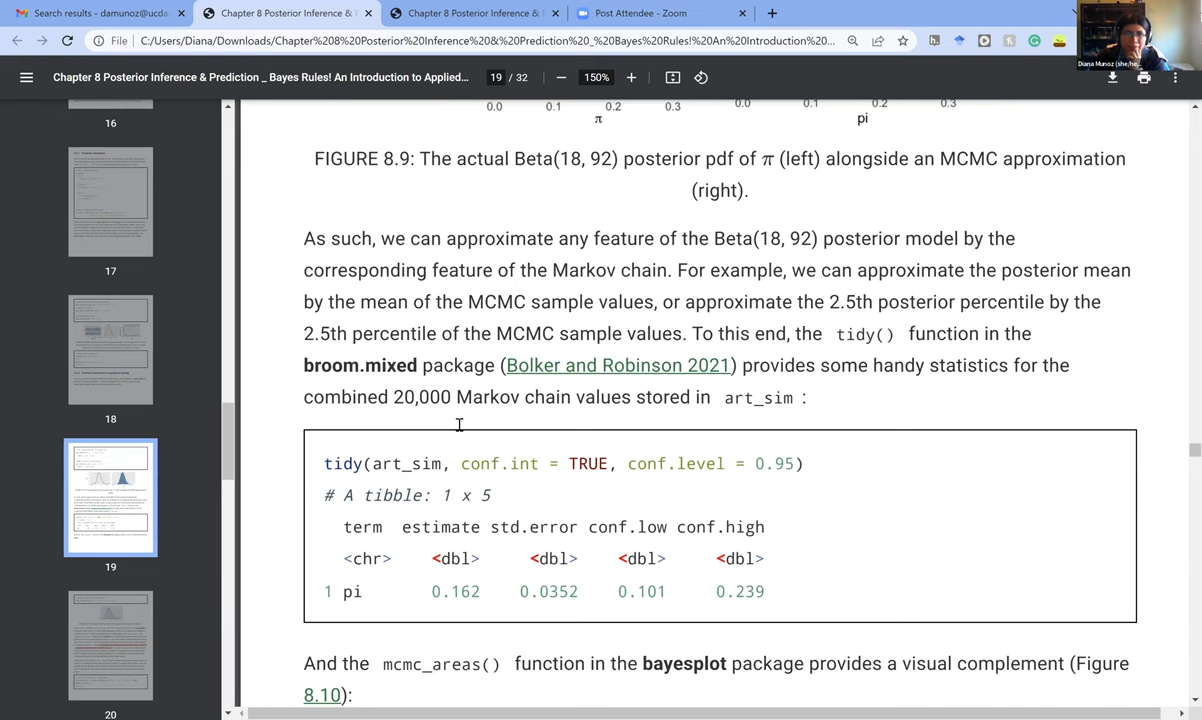 Search results - damunoz@ucda
Chapter 8 Posterior Inference & P
Chapter 8 Posterior Inference &
Post Attendee - Zoom
File
C:/Users/Diana/Downloads/Chapter%208%20Posterior%20Inference%20&%20Prediction%20_%20Bayes%20Rules!%20An%20Introduction%20...
Diana Munoz (she/he...
Chapter 8 Posterior Inference & Prediction _ Bayes Rules! An Introduction to Applied...
19 / 32
150%
16
17
18
19
20
0.0 0.1 0.2 0.3 0.0 0.1 0.2 0.3
π pi
FIGURE 8.9: The actual Beta(18, 92) posterior pdf of π (left) alongside an MCMC approximation
(right).
As such, we can approximate any feature of the Beta(18, 92) posterior model by the
corresponding feature of the Markov chain. For example, we can approximate the posterior mean
by the mean of the MCMC sample values, or approximate the 2.5th posterior percentile by the
2.5th percentile of the MCMC sample values. To this end, the tidy() function in the
broom.mixed package (Bolker and Robinson 2021) provides some handy statistics for the
combined 20,000 Markov chain values stored in art_sim :
tidy(art_sim, conf.int = TRUE, conf.level = 0.95)
# A tibble: 1 x 5
term estimate std.error conf.low conf.high
<chr> <dbl> <dbl> <dbl> <dbl>
1 pi 0.162 0.0352 0.101 0.239
And the mcmc_areas() function in the bayesplot package provides a visual complement (Figure
8.10):